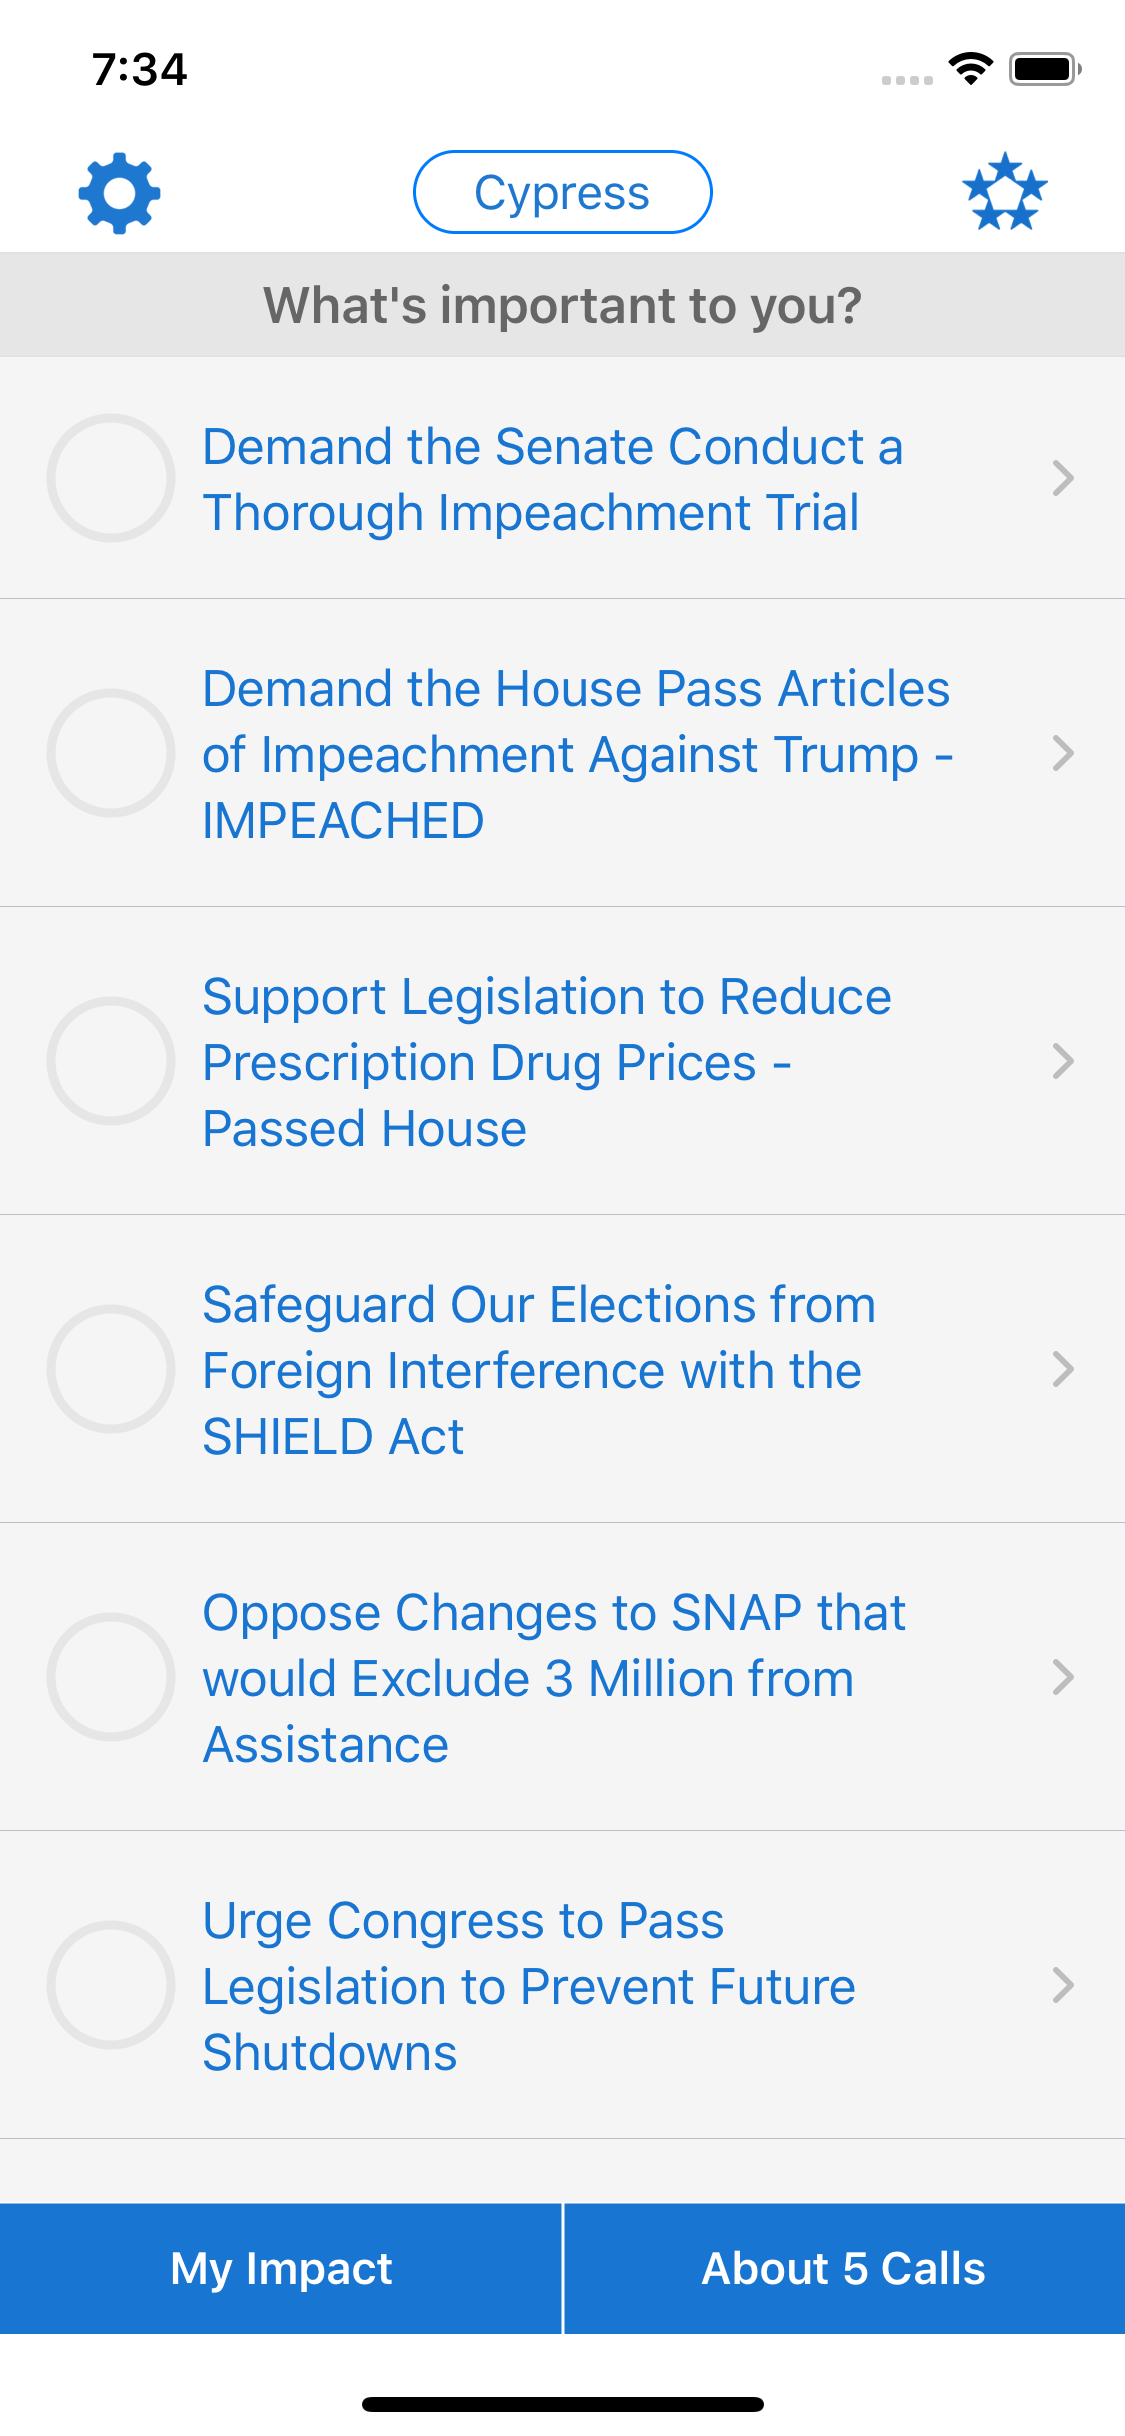 7:34
Cypress
What's important to you?
Demand the Senate Conduct a
Thorough Impeachment Trial
Demand the House Pass Articles
of Impeachment Against Trump -
IMPEACHED
Support Legislation to Reduce
Prescription Drug Prices -
Passed House
Safeguard Our Elections from
Foreign Interference with the
SHIELD Act
Oppose Changes to SNAP that
would Exclude 3 Million from
Assistance
Urge Congress to Pass
Legislation to Prevent Future
Shutdowns
My Impact
About 5 Calls